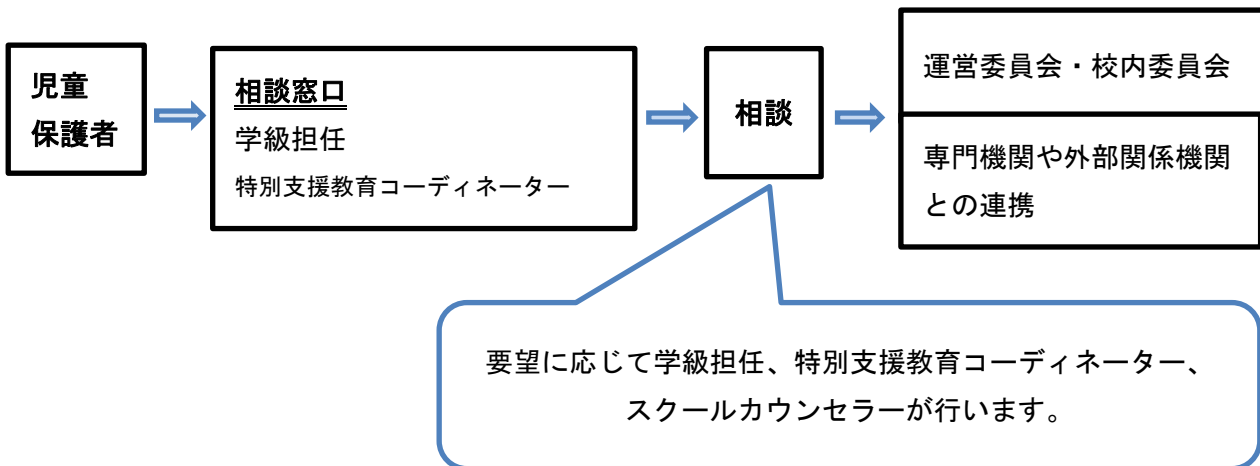 児童
保護者
相談窓口
学級担任
特別支援教育コーディネーター
相談
運営委員会・校内委員会
専門機関や外部関係機関
との連携
要望に応じて学級担任、特別支援教育コーディネーター、
スクールカウンセラーが行います。